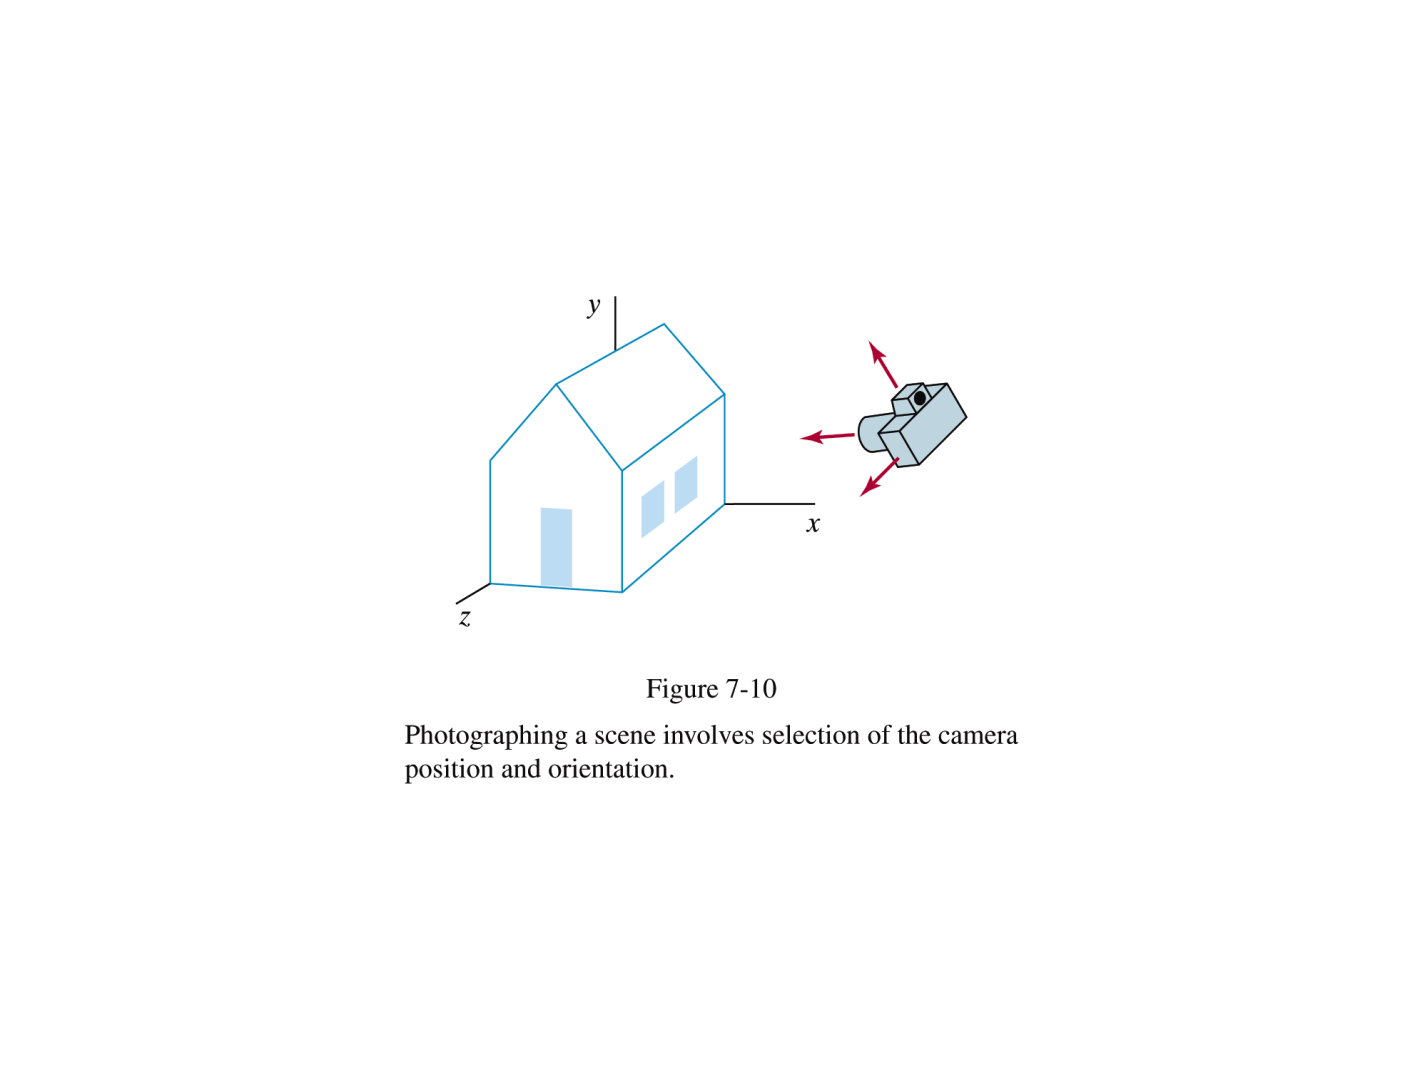 y
x
z
Figure 7-10
Photographing a scene involves selection of the camera
position and orientation.